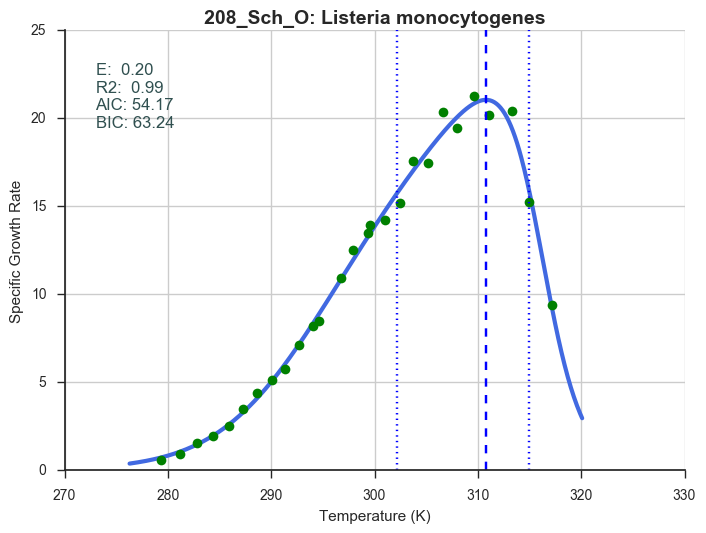 208_Sch_O: Listeria monocytogenes
25
E:  0.20
R2:  0.99
AIC: 54.17
BIC: 63.24
20
15
10
5
0
Specific Growth Rate
270 280 290 300 310 320 330
Temperature (K)